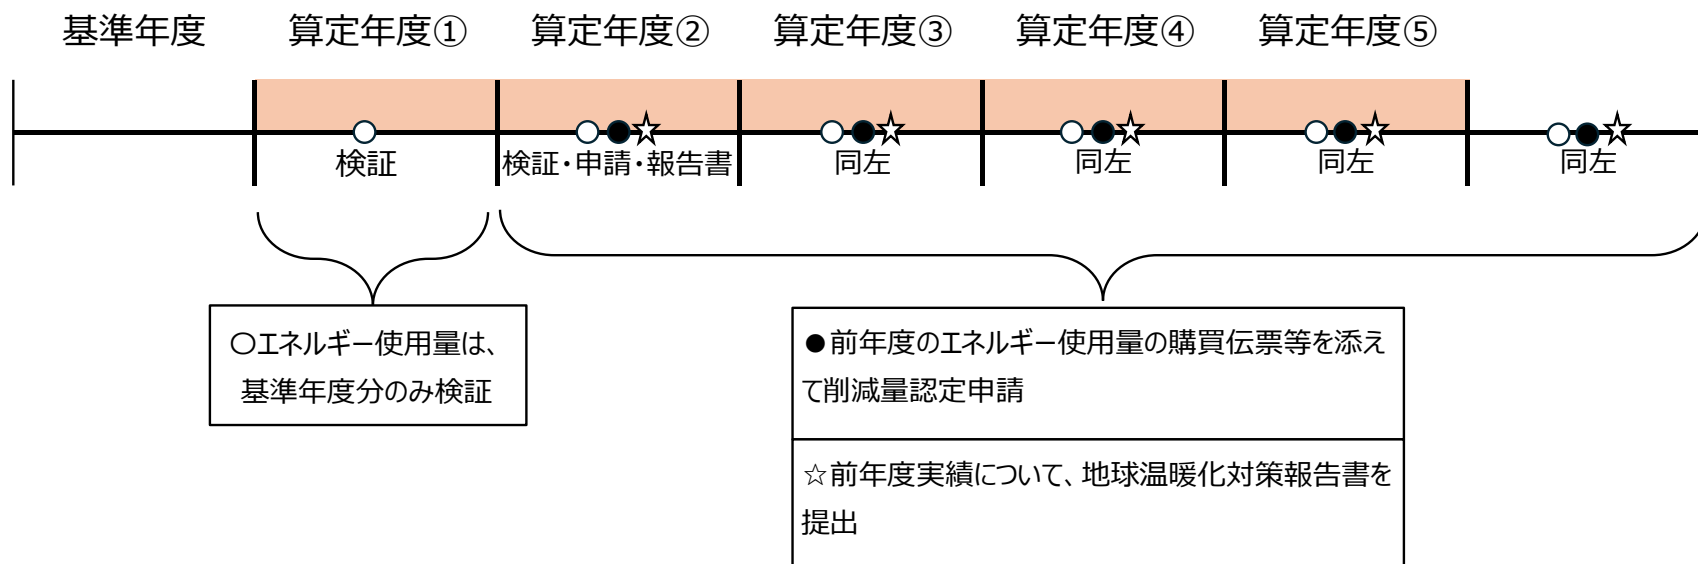 基準年度 算定年度① 算定年度② 算定年度③ 算定年度④ 算定年度⑤
検証 検証・申請・報告書 同左 同左 同左 同左
○エネルギー使用量は、
基準年度分のみ検証
●前年度のエネルギー使用量の購買伝票等を添え
て削減量認定申請
☆前年度実績について、地球温暖化対策報告書を
提出